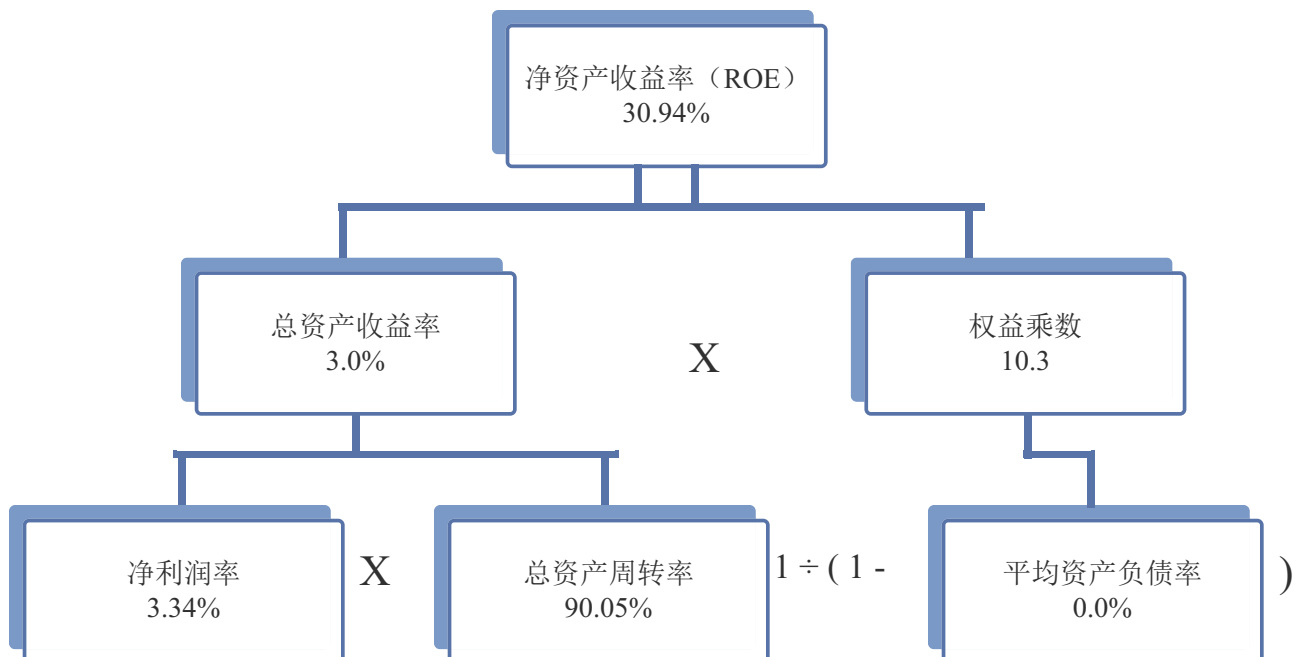 净资产收益率（ROE）
30.94%
总资产收益率
3.0%
X
权益乘数
10.3
净利润率
3.34%
X
总资产周转率
90.05%
1 ÷ ( 1 -
平均资产负债率
0.0%
)